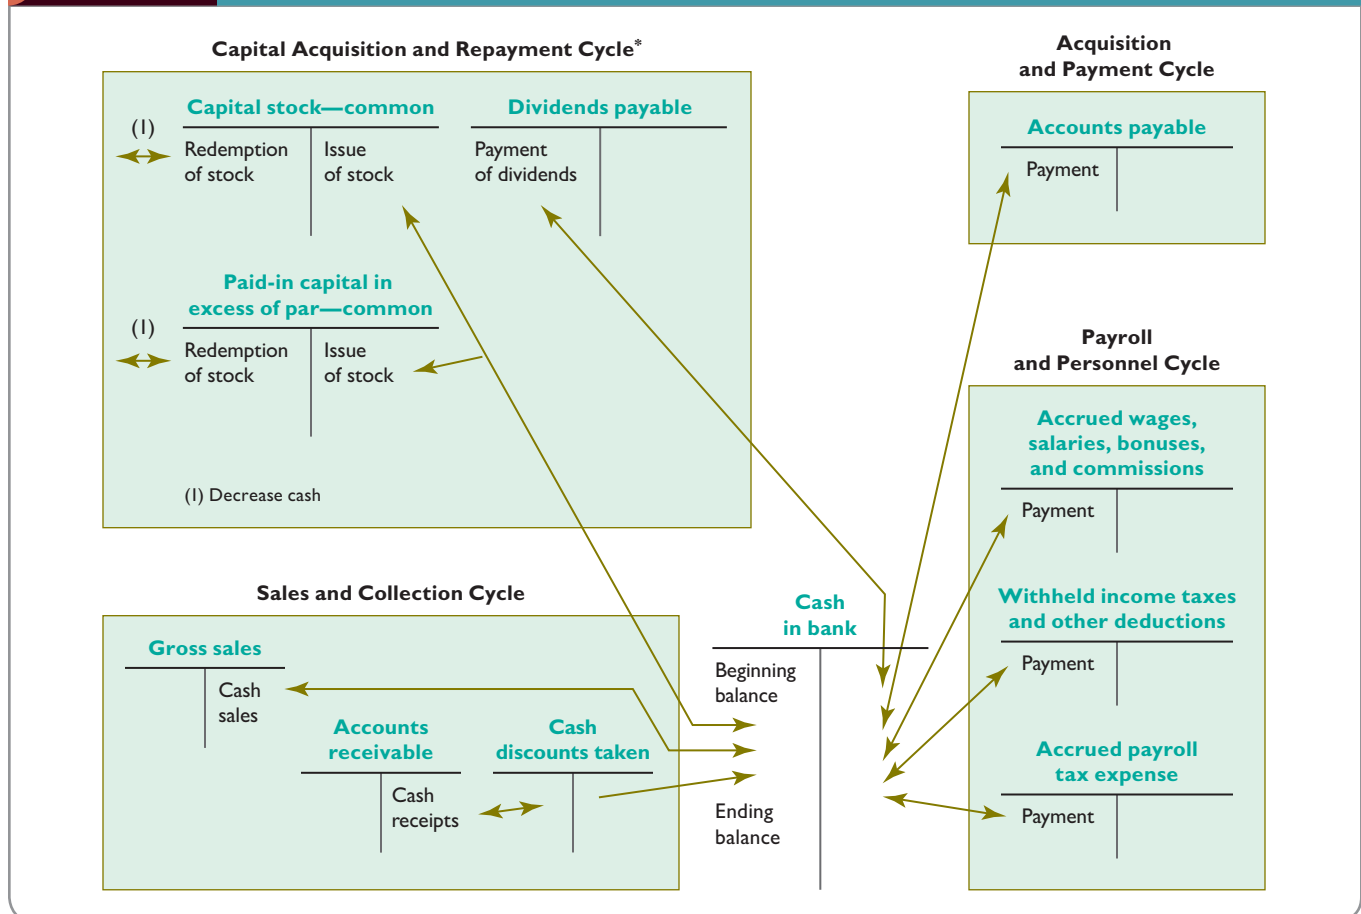 Capital Acquisition and Repayment Cycle*
(1)
Capital stock—common
Redemption
of stock
Issue
of stock
Dividends payable
Payment
of dividends
(1)
Paid-in capital in
excess of par—common
Redemption
of stock
Issue
of stock
(1) Decrease cash
Acquisition
and Payment Cycle
Accounts payable
Payment
Payroll
and Personnel Cycle
Accrued wages,
salaries, bonuses,
and commissions
Payment
Withheld income taxes
and other deductions
Payment
Accrued payroll
tax expense
Payment
Sales and Collection Cycle
Gross sales
Cash
sales
Accounts
receivable
Cash
receipts
Cash
discounts taken
Cash
in bank
Beginning
balance
Ending
balance